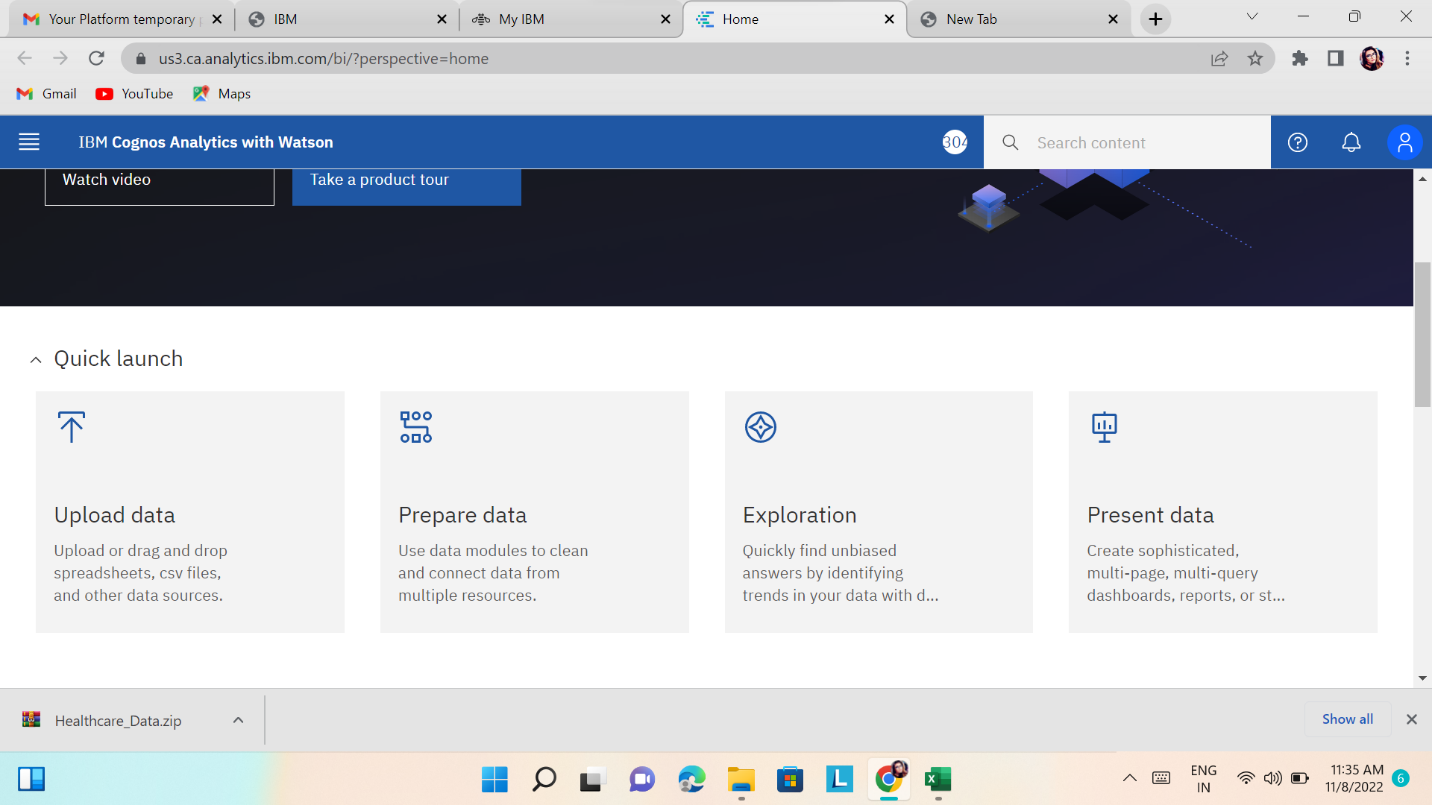 Your Platform temporary
IBM
My IBM
Home
New Tab
us3.ca.analytics.ibm.com/bi/?perspective=home
Gmail
YouTube
Maps
IBM Cognos Analytics with Watson
304
Search content
Watch video
Take a product tour
Quick launch
Upload data
Upload or drag and drop
spreadsheets, csv files,
and other data sources.
Prepare data
Use data modules to clean
and connect data from
multiple resources.
Exploration
Quickly find unbiased
answers by identifying
trends in your data with d...
Present data
Create sophisticated,
multi-page, multi-query
dashboards, reports, or st...
Healthcare_Data.zip
Show all
L
ENG
IN
11:35 AM
11/8/2022
6